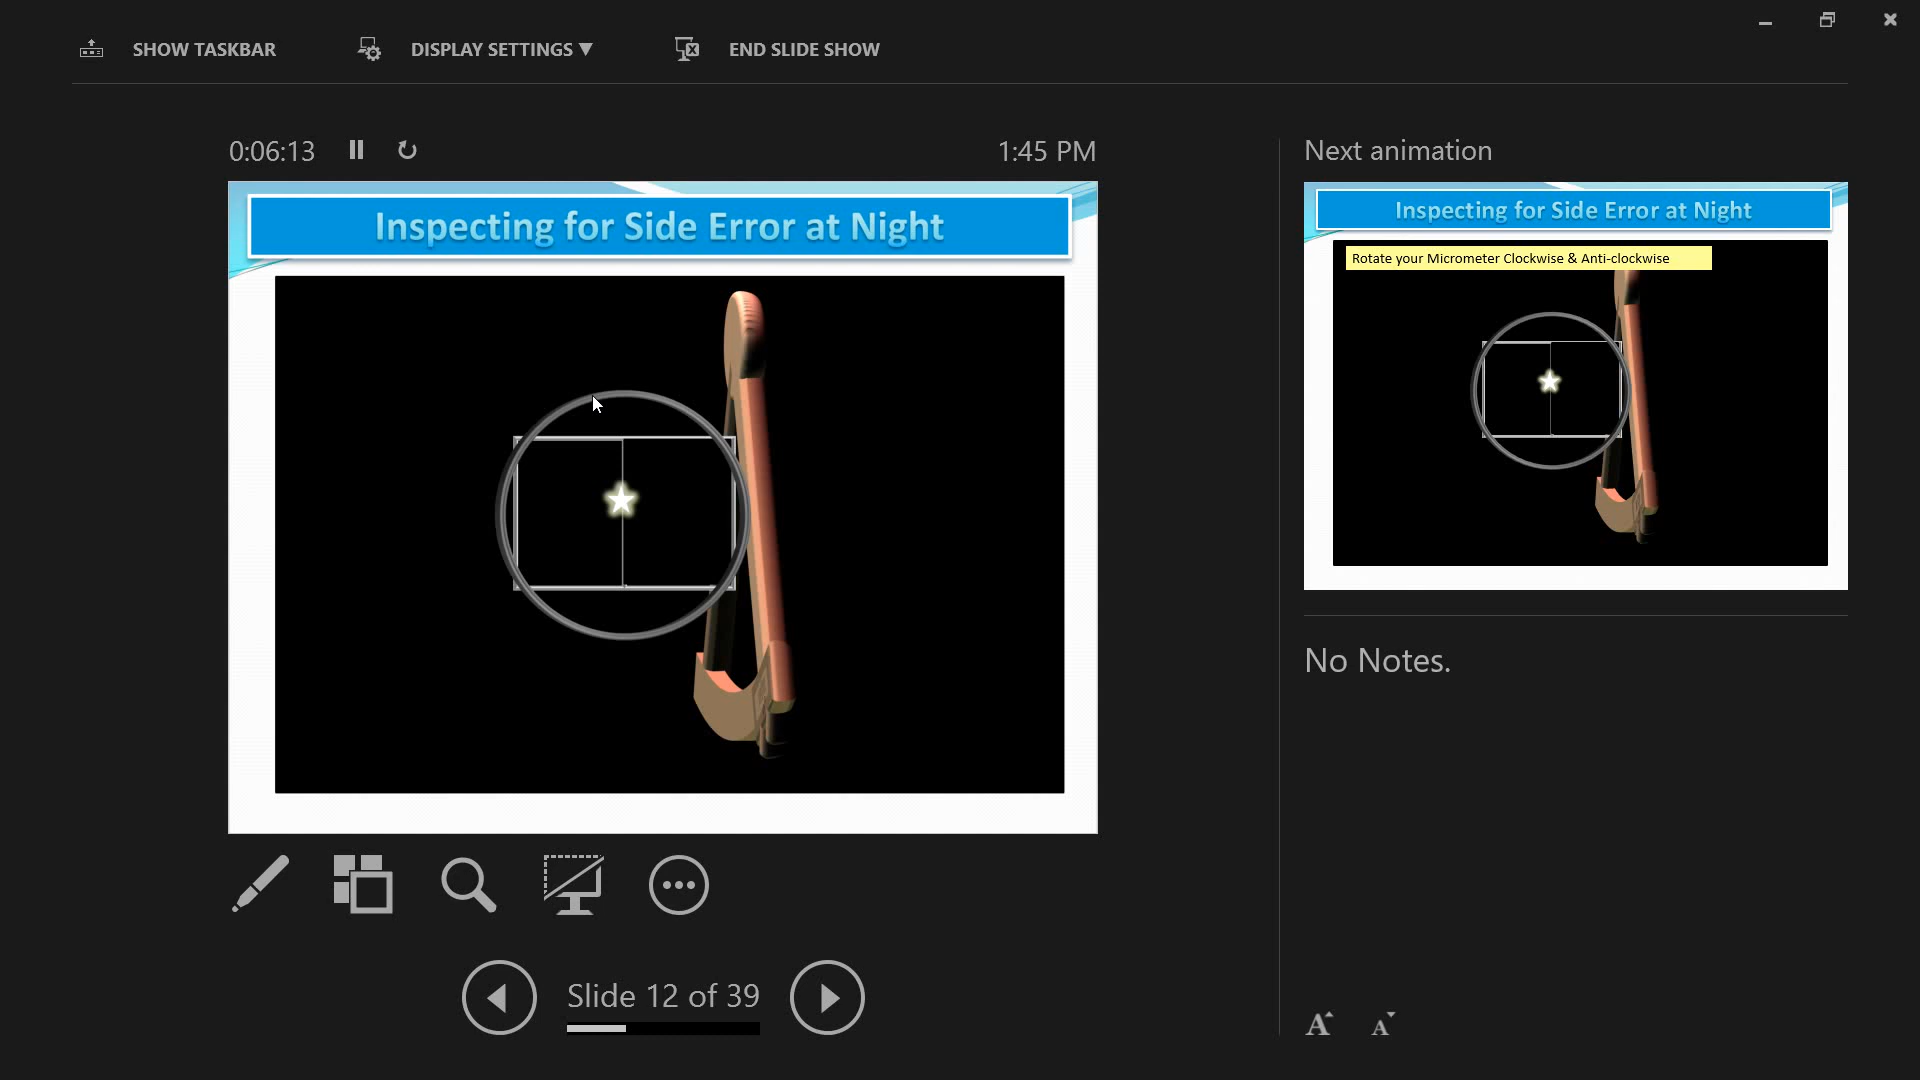 SHOW TASKBAR
DISPLAY SETTINGS ▼
END SLIDE SHOW
0:06:13
1:45 PM
Inspecting for Side Error at Night
Slide 12 of 39
Next animation
Inspecting for Side Error at Night
Rotate your Micrometer Clockwise & Anti-clockwise
No Notes.
A
A